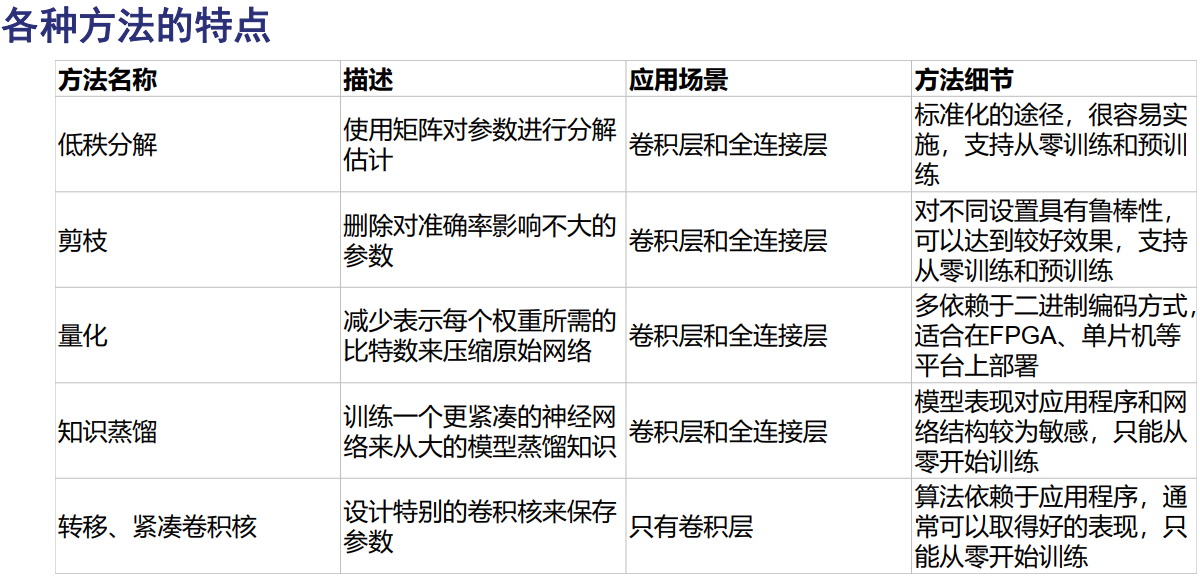 各种方法的特点
方法名称 描述 应用场景 方法细节
低秩分解
使用矩阵对参数进行分解
估计
卷积层和全连接层
标准化的途径，很容易实
施，支持从零训练和预训
练
剪枝
删除对准确率影响不大的
参数
卷积层和全连接层
对不同设置具有鲁棒性，
可以达到较好效果，支持
从零训练和预训练
量化
减少表示每个权重所需的
比特数来压缩原始网络
卷积层和全连接层
多依赖于二进制编码方式，
适合在FPGA、单片机等
平台上部署
知识蒸馏
训练一个更紧凑的神经网
络来从大的模型蒸馏知识
卷积层和全连接层
模型表现对应用程序和网
络结构较为敏感，只能从
零开始训练
转移、紧凑卷积核
设计特别的卷积核来保存
参数
只有卷积层
算法依赖于应用程序，通
常可以取得好的表现，只
能从零开始训练